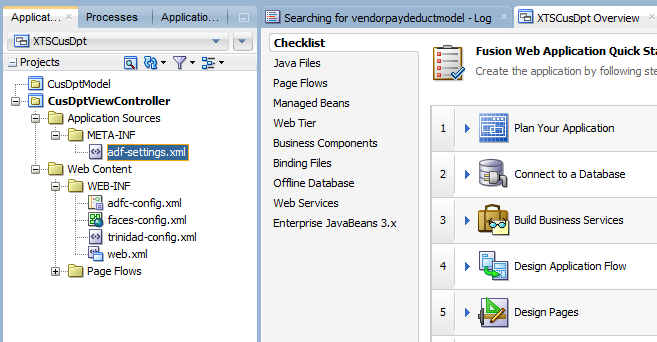 Applicat...
Processes
Applicatio...
XTSCusDpt
Projects
CusDptModel
CusDptViewController
Application Sources
META-INF
adf-settings.xml
Web Content
WEB-INF
adfc-config.xml
faces-config.xml
trinidad-config.xml
web.xml
Page Flows
Searching for vendorpaydeductmodel - Log
XTSCusDpt Overview
Checklist
Java Files
Page Flows
Managed Beans
Web Tier
Business Components
Binding Files
Offline Database
Web Services
Enterprise JavaBeans 3.x
Fusion Web Application Quick Sta
Create the application by following ste
1 Plan Your Application
2 Connect to a Database
3 Build Business Services
4 Design Application Flow
5 Design Pages